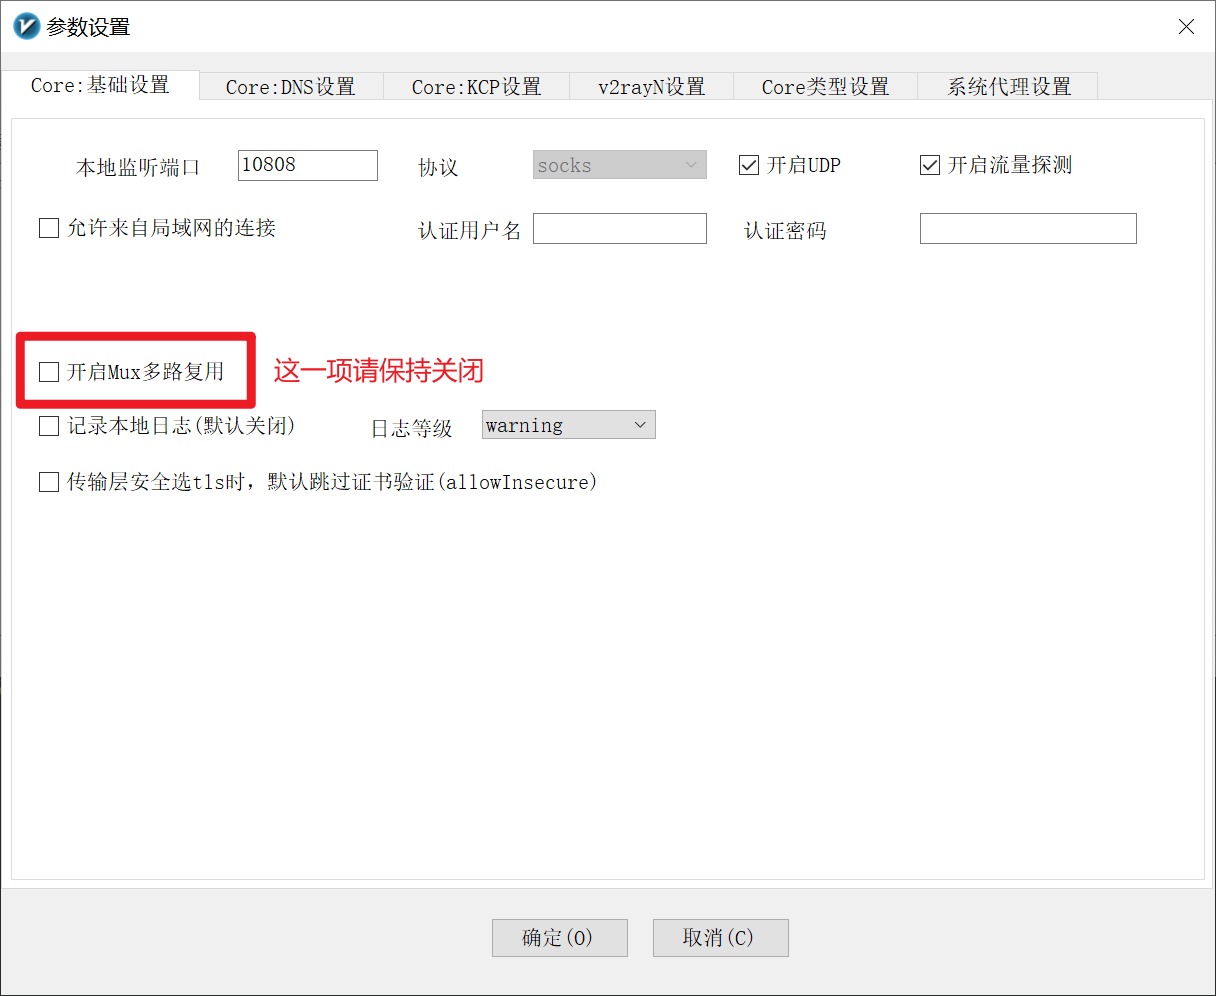 参数设置
Core:基础设置 Core:DNS设置 Core:KCP设置 v2rayN设置 Core类型设置 系统代理设置
本地监听端口 10808 协议 socks 开启UDP 开启流量探测
允许来自局域网的连接 认证用户名 认证密码
开启Mux多路复用 这一项请保持关闭
记录本地日志(默认关闭) 日志等级 warning
传输层安全选tls时，默认跳过证书验证(allowInsecure)
确定(O) 取消(C)